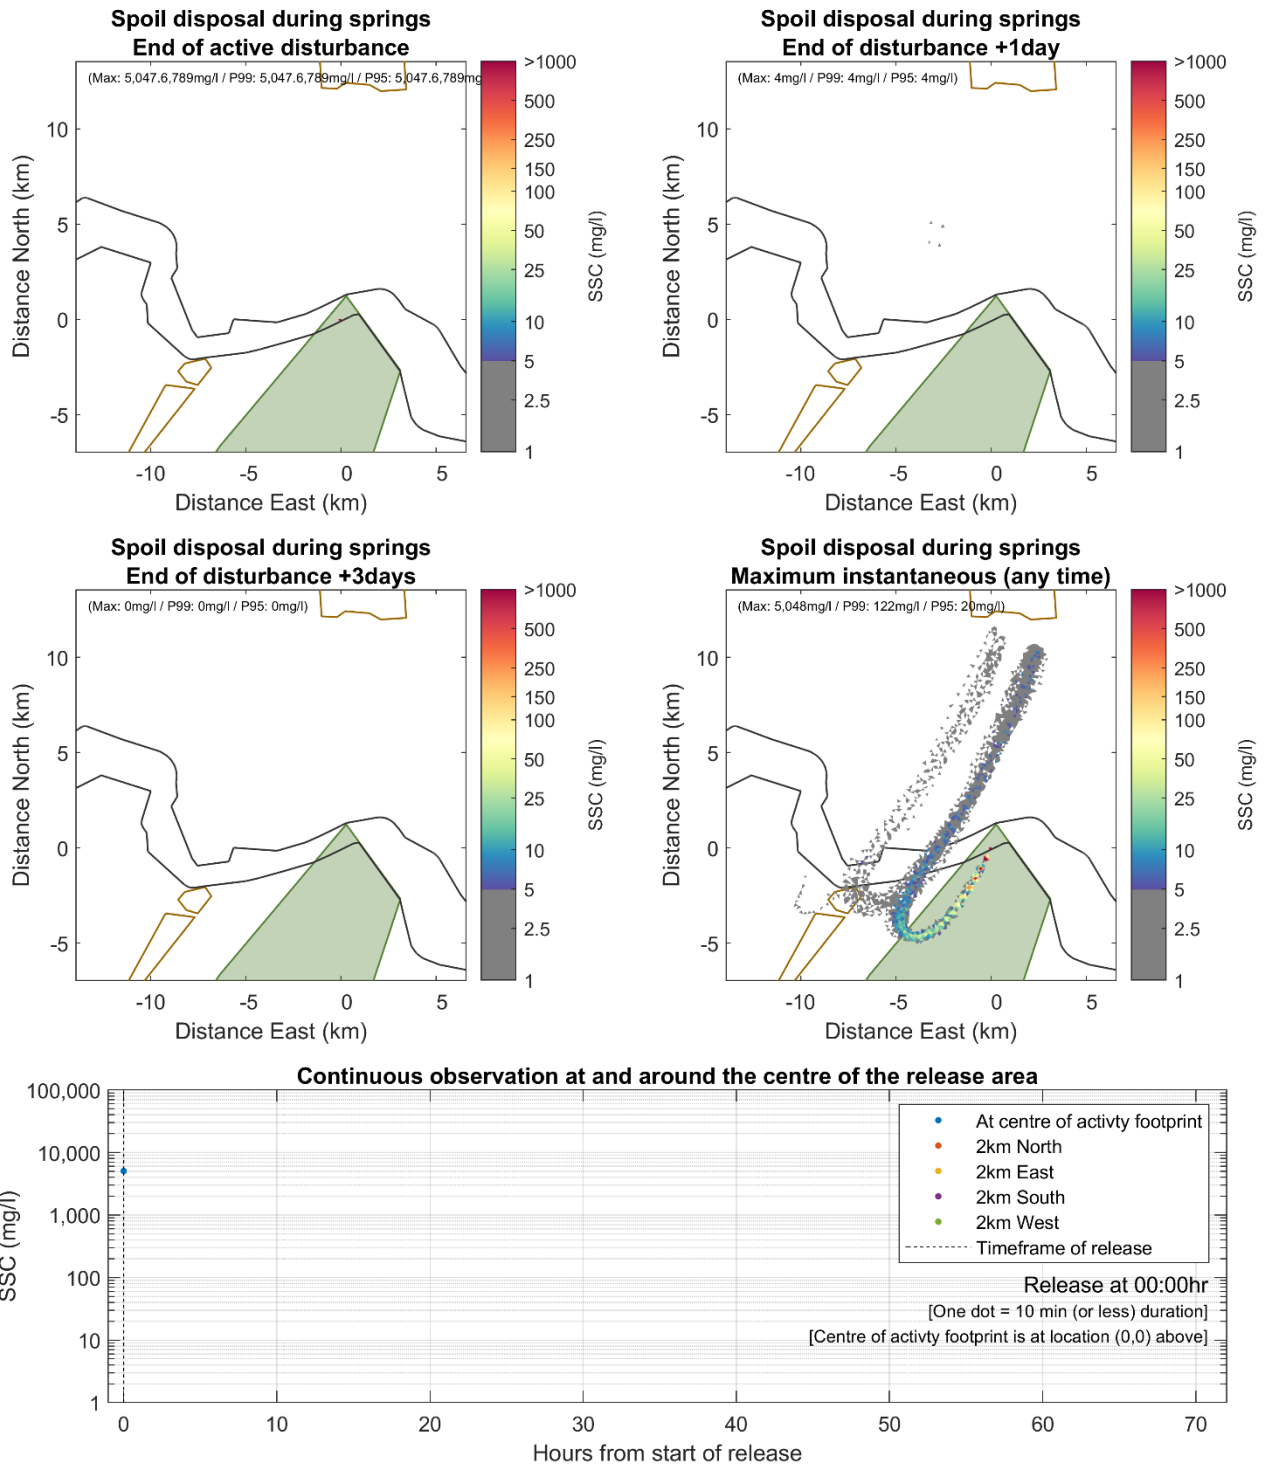 Spoil disposal during springs
End of active disturbance
(Max: 5,047.6,789mg/l / P99: 5,047.6,789mg/l / P95: 5,047.6,789mg
>1000
500
250
150
100
50
25
10
5
2.5
1
SSC (mg/l)
10
5
0
-5
Distance North (km)
-10
-5
0
5
Distance East (km)
Spoil disposal during springs
End of disturbance +1day
(Max: 4mg/l / P99: 4mg/l / P95: 4mg/l)
>1000
500
250
150
100
50
25
10
5
2.5
1
SSC (mg/l)
10
5
0
-5
Distance North (km)
-10
-5
0
5
Distance East (km)
Spoil disposal during springs
End of disturbance +3days
(Max: 0mg/l / P99: 0mg/l / P95: 0mg/l)
>1000
500
250
150
100
50
25
10
5
2.5
1
SSC (mg/l)
10
5
0
-5
Distance North (km)
-10
-5
0
5
Distance East (km)
Spoil disposal during springs
Maximum instantaneous (any time)
(Max: 5,048mg/l / P99: 122mg/l / P95: 20mg/l)
>1000
500
250
150
100
50
25
10
5
2.5
1
SSC (mg/l)
10
5
0
-5
Distance North (km)
-10
-5
0
5
Distance East (km)
Continuous observation at and around the centre of the release area
100,000
10,000
1,000
100
10
1
SSC (mg/l)
At centre of activty footprint
2km North
2km East
2km South
2km West
Timeframe of release
Release at 00:00hr
[One dot = 10 min (or less) duration]
[Centre of activty footprint is at location (0,0) above]
0
10
20
30
40
50
60
70
Hours from start of release